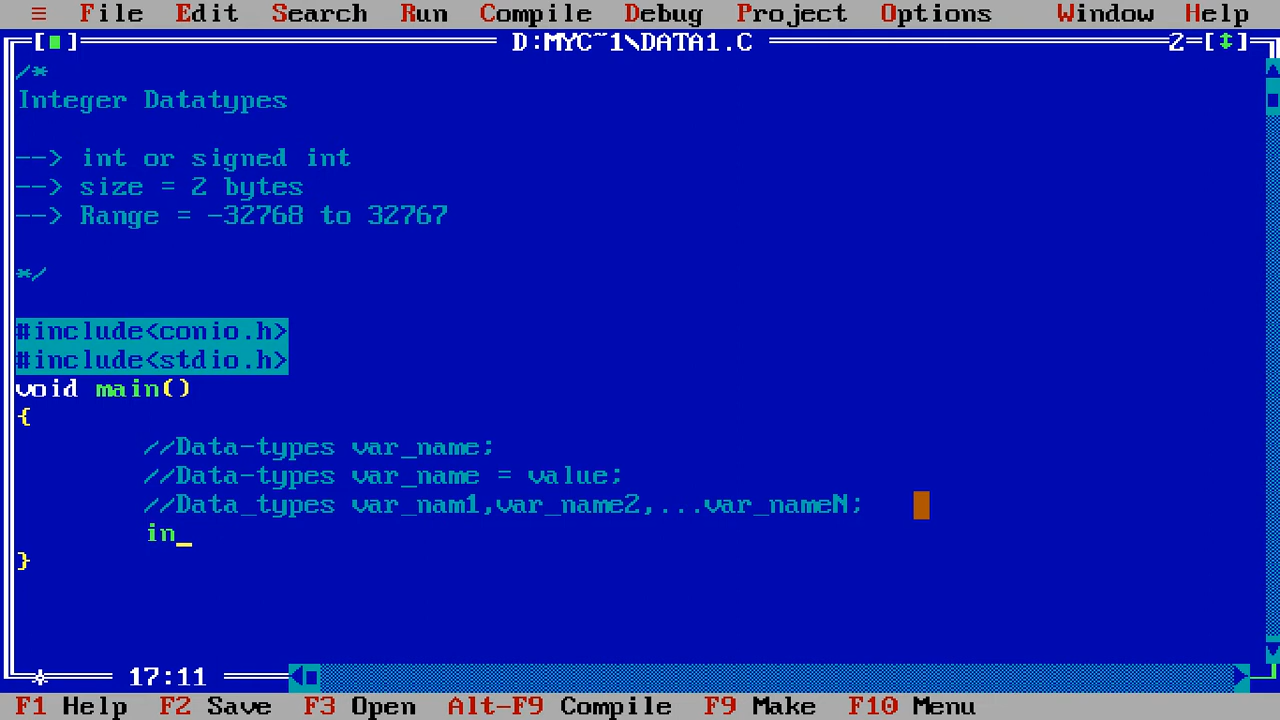 ≡ File Edit Search Run Compile Debug Project Options Window Help
[■] D:MYC~1\DATA1.C 2=[↕]
/*
Integer Datatypes
--> int or signed int
--> size = 2 bytes
--> Range = -32768 to 32767
*/
#include<conio.h>
#include<stdio.h>
void main()
{
//Data-types var_name;
//Data-types var_name = value;
//Data_types var_nam1,var_name2,...var_nameN;
in_
}
17:11
F1 Help F2 Save F3 Open Alt-F9 Compile F9 Make F10 Menu